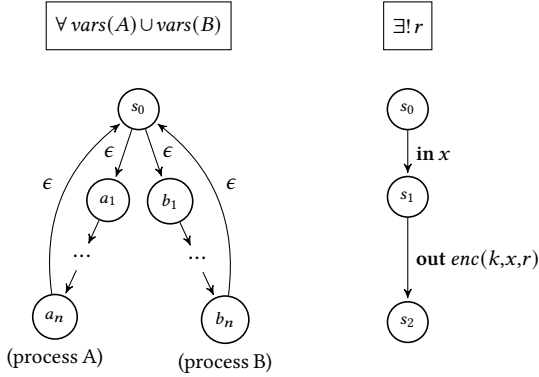 ∀ vars(A) ∪ vars(B)
∃! r
s₀
s₀
ϵ
ϵ
in x
ϵ
ϵ
a₁
b₁
s₁
...
...
out enc(k,x,r)
aₙ
bₙ
s₂
(process A)
(process B)